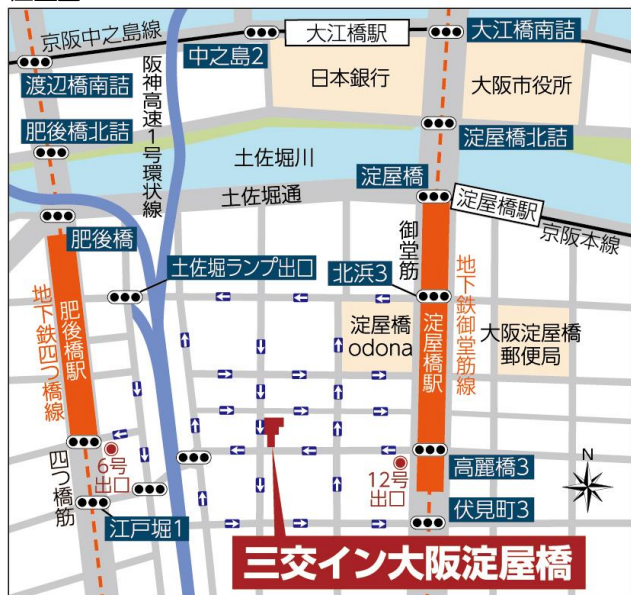 京阪中之島線
中之島2
大江橋駅
大江橋南詰
渡辺橋南詰
阪神高速1号環状線
日本銀行
大阪市役所
肥後橋北詰
淀屋橋北詰
土佐堀川
淀屋橋
土佐堀通
淀屋橋駅
京阪本線
肥後橋
御堂筋
土佐堀ランプ出口
北浜3
地下鉄四つ橋線
肥後橋駅
淀屋橋
odona
淀屋橋駅
地下鉄御堂筋線
大阪淀屋橋
郵便局
6号
出口
12号
出口
高麗橋3
N
四つ橋筋
江戸堀1
伏見町3
三交イン大阪淀屋橋